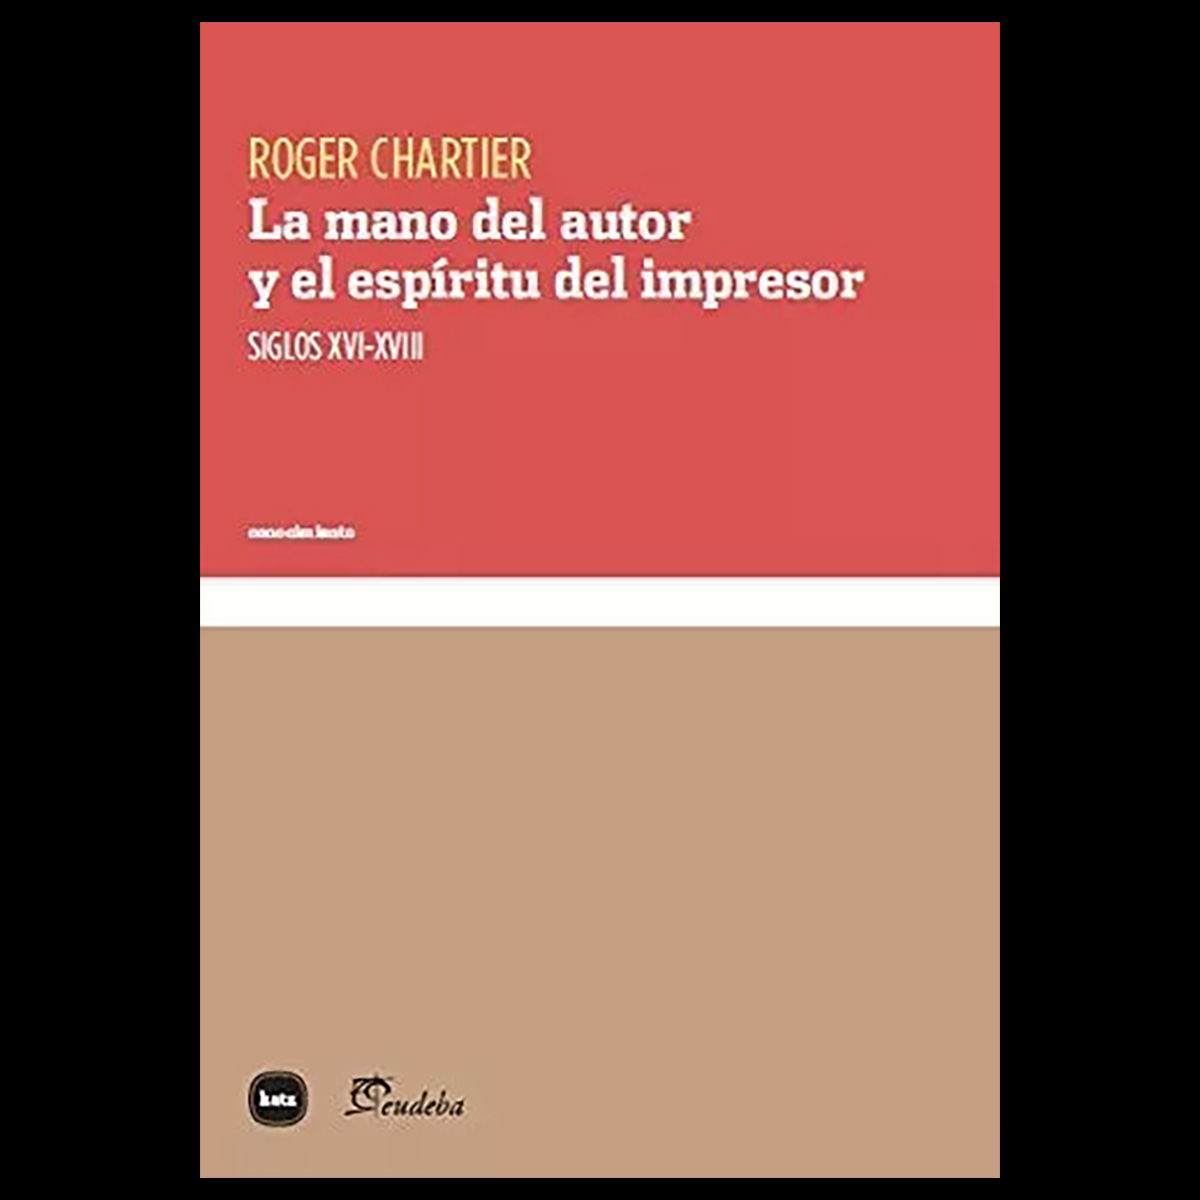 ROGER CHARTIER
La mano del autor
y el espíritu del impresor
SIGLOS XVI-XVIII
conocimiento
katz
eudeba